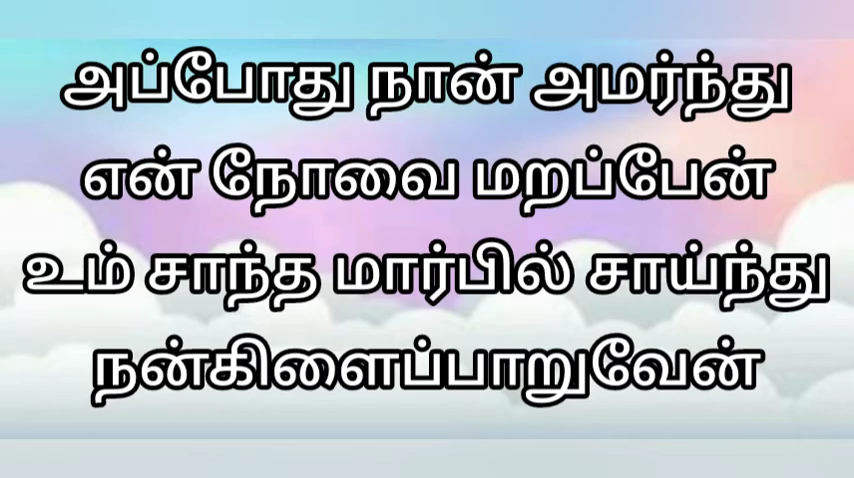 அப்போது நான் அமர்ந்து
என் நோவை மறப்பேன்
உம் சாந்த மார்பில் சாய்ந்து
நன்கிளைப்பாறுவேன்